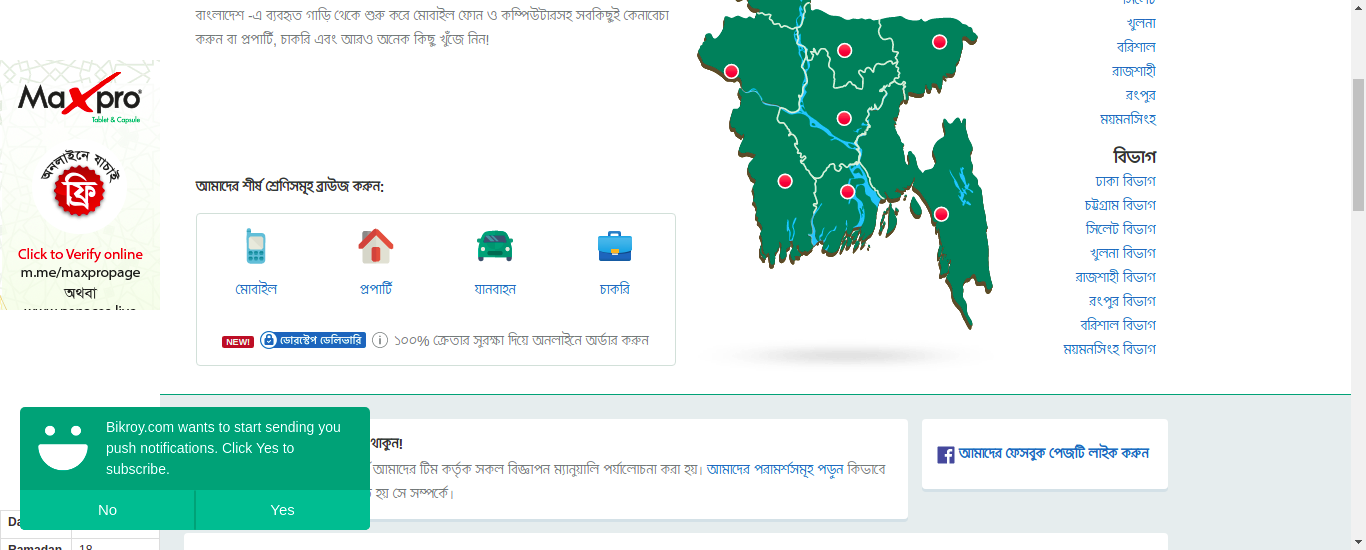 বাংলাদেশ -এ ব্যবহৃত গাড়ি থেকে শুরু করে মোবাইল ফোন ও কম্পিউটারসহ সবকিছুই কেনাবেচা
করুন বা প্রপার্টি, চাকরি এবং আরও অনেক কিছু খুঁজে নিন!
সিলেট
খুলনা
বরিশাল
রাজশাহী
রংপুর
ময়মনসিংহ
বিভাগ
ঢাকা বিভাগ
চট্টগ্রাম বিভাগ
সিলেট বিভাগ
খুলনা বিভাগ
রাজশাহী বিভাগ
রংপুর বিভাগ
বরিশাল বিভাগ
ময়মনসিংহ বিভাগ
Maxpro
Tablet & Capsule
অনলাইনে যাচাই
ফ্রি
Click to Verify online
m.me/maxpropage
অথবা
আমাদের শীর্ষ শ্রেণিসমূহ ব্রাউজ করুন:
মোবাইল
প্রপার্টি
যানবাহন
চাকরি
NEW! ডোরস্টেপ ডেলিভারি ১০০% ক্রেতার সুরক্ষা দিয়ে অনলাইনে অর্ডার করুন
থাকুন!
আমাদের টিম কর্তৃক সকল বিজ্ঞাপন ম্যানুয়ালি পর্যালোচনা করা হয়। আমাদের পরামর্শসমূহ পড়ুন কিভাবে
হয় সে সম্পর্কে।
আমাদের ফেসবুক পেজটি লাইক করুন
Bikroy.com wants to start sending you
push notifications. Click Yes to
subscribe.
No
Yes
Ramadan 18